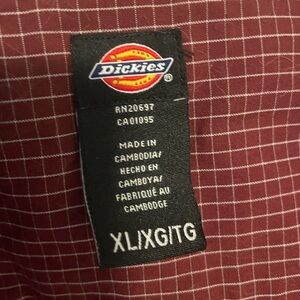 Dickies®
RN20697
CA01095
MADE IN
CAMBODIA/
HECHO EN
CAMBOYA/
FABRIQUÉ AU
CAMBODGE
XL/XG/TG